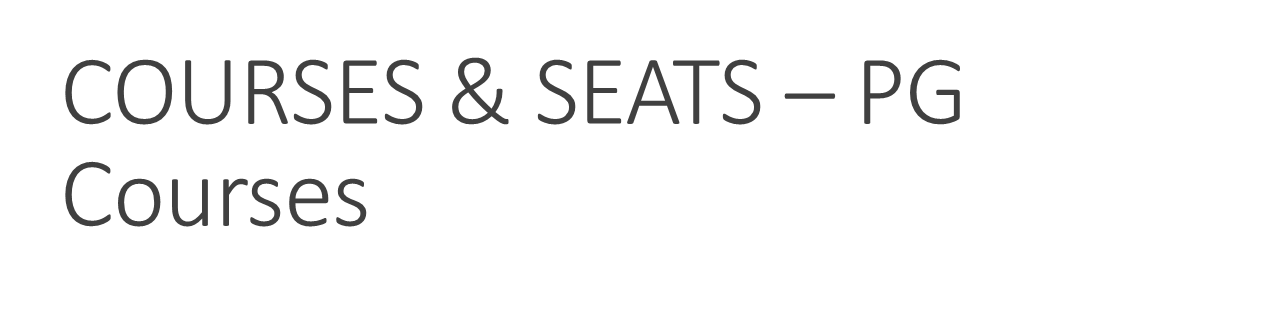 COURSES & SEATS – PG
Courses